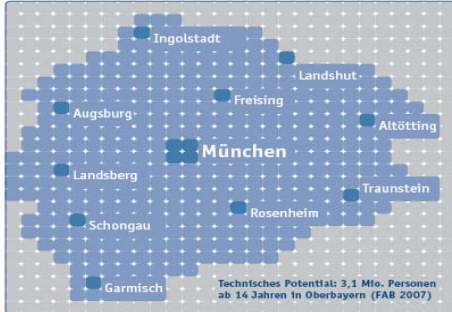 Ingolstadt
Landshut
Freising
Augsburg
Altötting
München
Landsberg
Traunstein
Rosenheim
Schongau
Technisches Potential: 3,1 Mio. Personen
ab 14 Jahren in Oberbayern (FAB 2007)
Garmisch